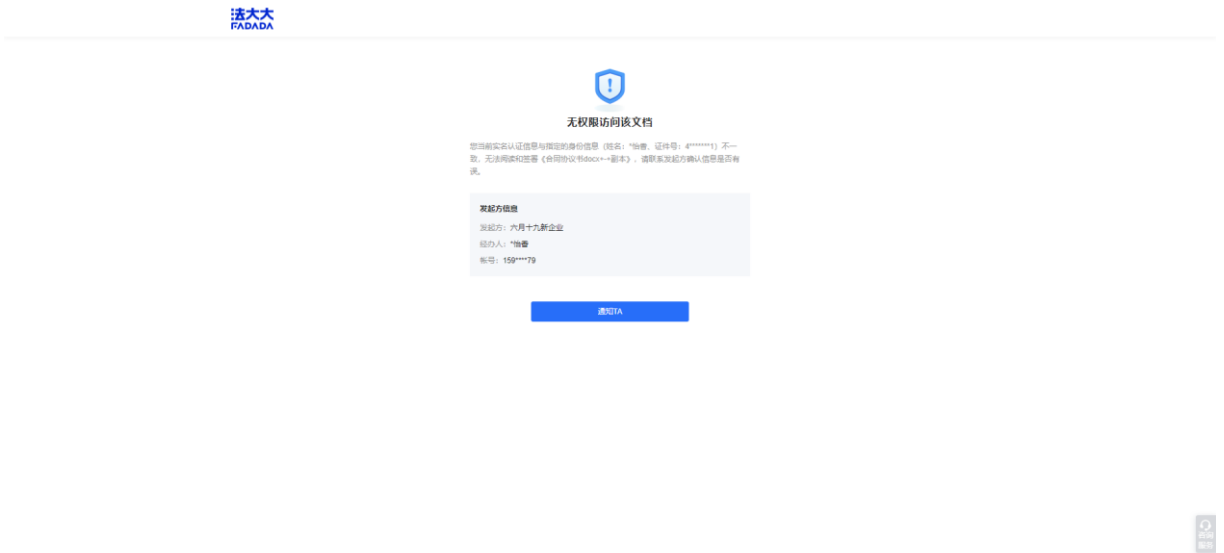 法大大
FADADA
无权限访问该文档
您当前实名认证信息与指定的身份信息（姓名：*怡香，证件号：4*******1）不一
致，无法阅读和签署《合同协议书docx+-+副本》，请联系发起方确认信息是否有
误。
发起方信息
发起方：六月十九新企业
经办人：*怡香
帐号：159****79
通知TA
咨询
服务